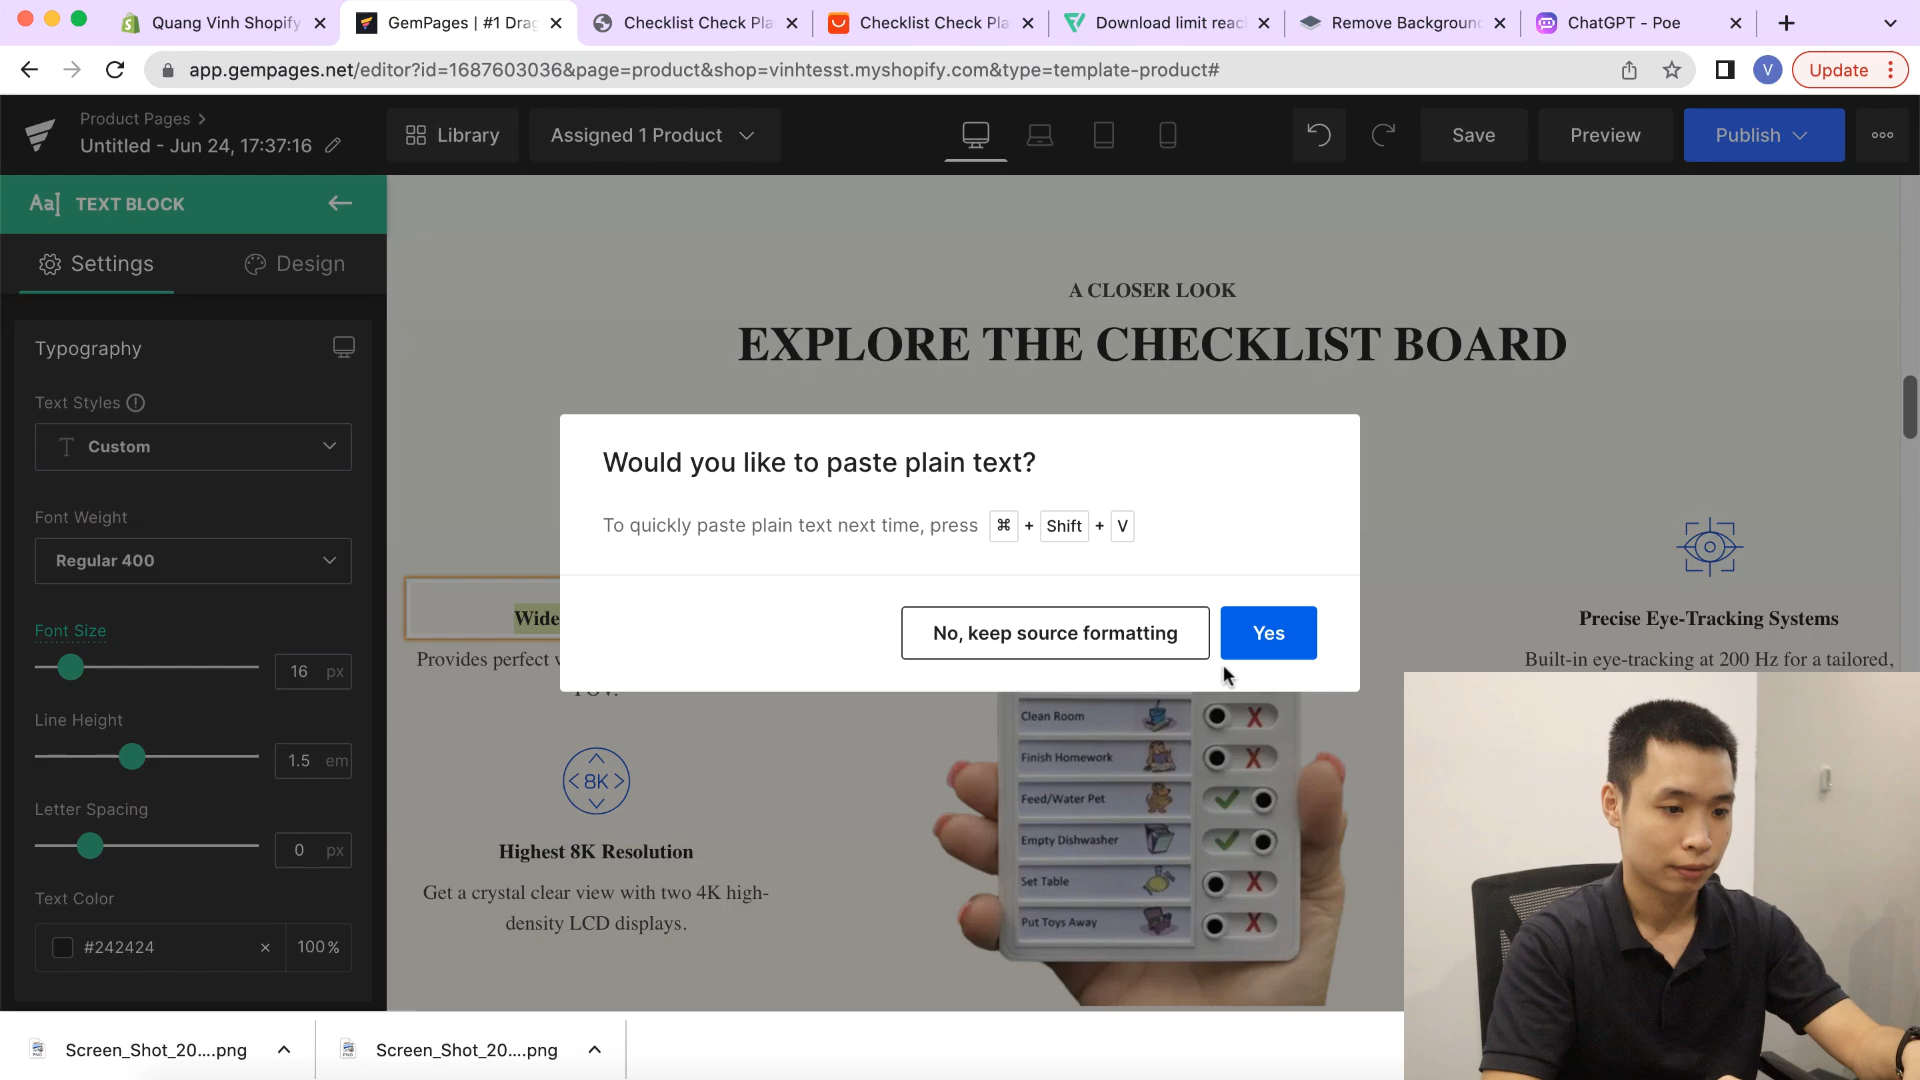 Quang Vinh Shopify
GemPages | #1 Drag
Checklist Check Pla
Checklist Check Pla
Download limit reac
Remove Background
ChatGPT - Poe
app.gempages.net/editor?id=1687603036&page=product&shop=vinhtesst.myshopify.com&type=template-product#
V
Update
Product Pages >
Untitled - Jun 24, 17:37:16
Library
Assigned 1 Product
Save
Preview
Publish
Aa TEXT BLOCK
Settings
Design
Typography
Text Styles
Custom
Font Weight
Regular 400
Font Size
16 px
Line Height
1.5 em
Letter Spacing
0 px
Text Color
#242424 × 100%
A CLOSER LOOK
EXPLORE THE CHECKLIST BOARD
Would you like to paste plain text?
To quickly paste plain text next time, press ⌘ + Shift + V
No, keep source formatting
Yes
Wide
Provides perfect
FOV.
8K
Highest 8K Resolution
Get a crystal clear view with two 4K high-
density LCD displays.
Clean Room
Finish Homework
Feed/Water Pet
Empty Dishwasher
Set Table
Put Toys Away
Precise Eye-Tracking Systems
Built-in eye-tracking at 200 Hz for a tailored,
Screen_Shot_20....png
Screen_Shot_20....png